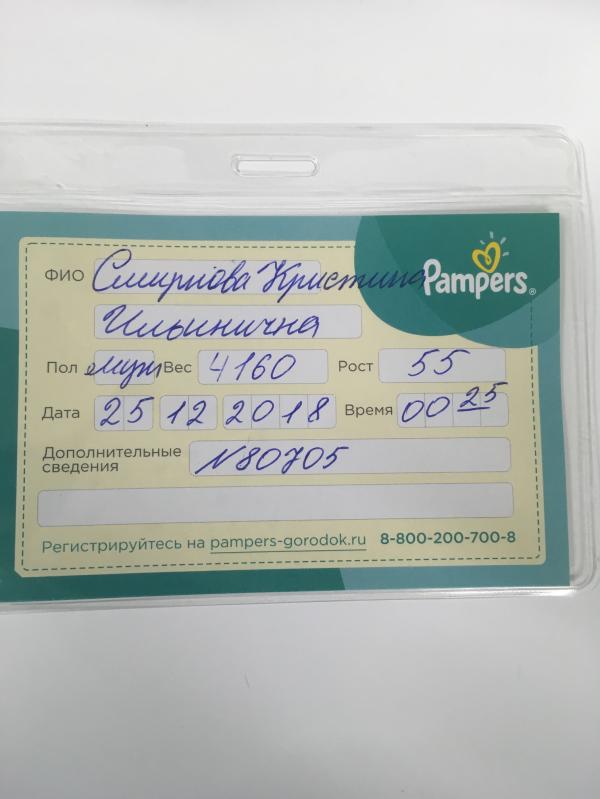 Pampers®
ФИО Смирнова Кристина
Ильинична
Пол муж Вес 4160 Рост 55
Дата 25 12 2018 Время 00 25
Дополнительные
сведения N80705
Регистрируйтесь на pampers-gorodok.ru 8-800-200-700-8